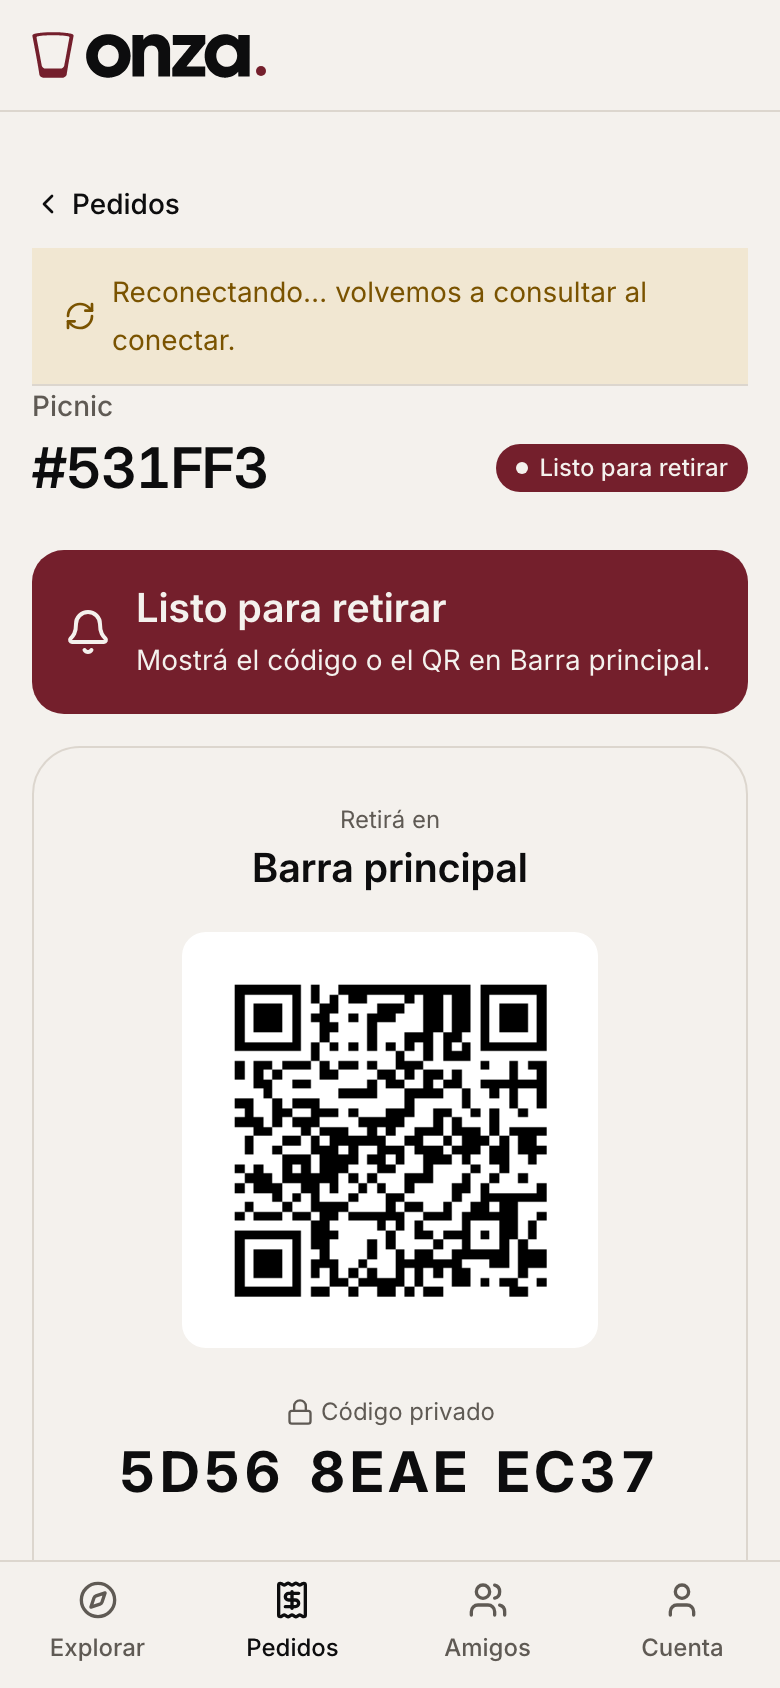 onza.
Pedidos
Reconectando... volvemos a consultar al
conectar.
Picnic
#531FF3
Listo para retirar
Listo para retirar
Mostrá el código o el QR en Barra principal.
Retirá en
Barra principal
Código privado
5D56 8EAE EC37
Explorar
Pedidos
Amigos
Cuenta